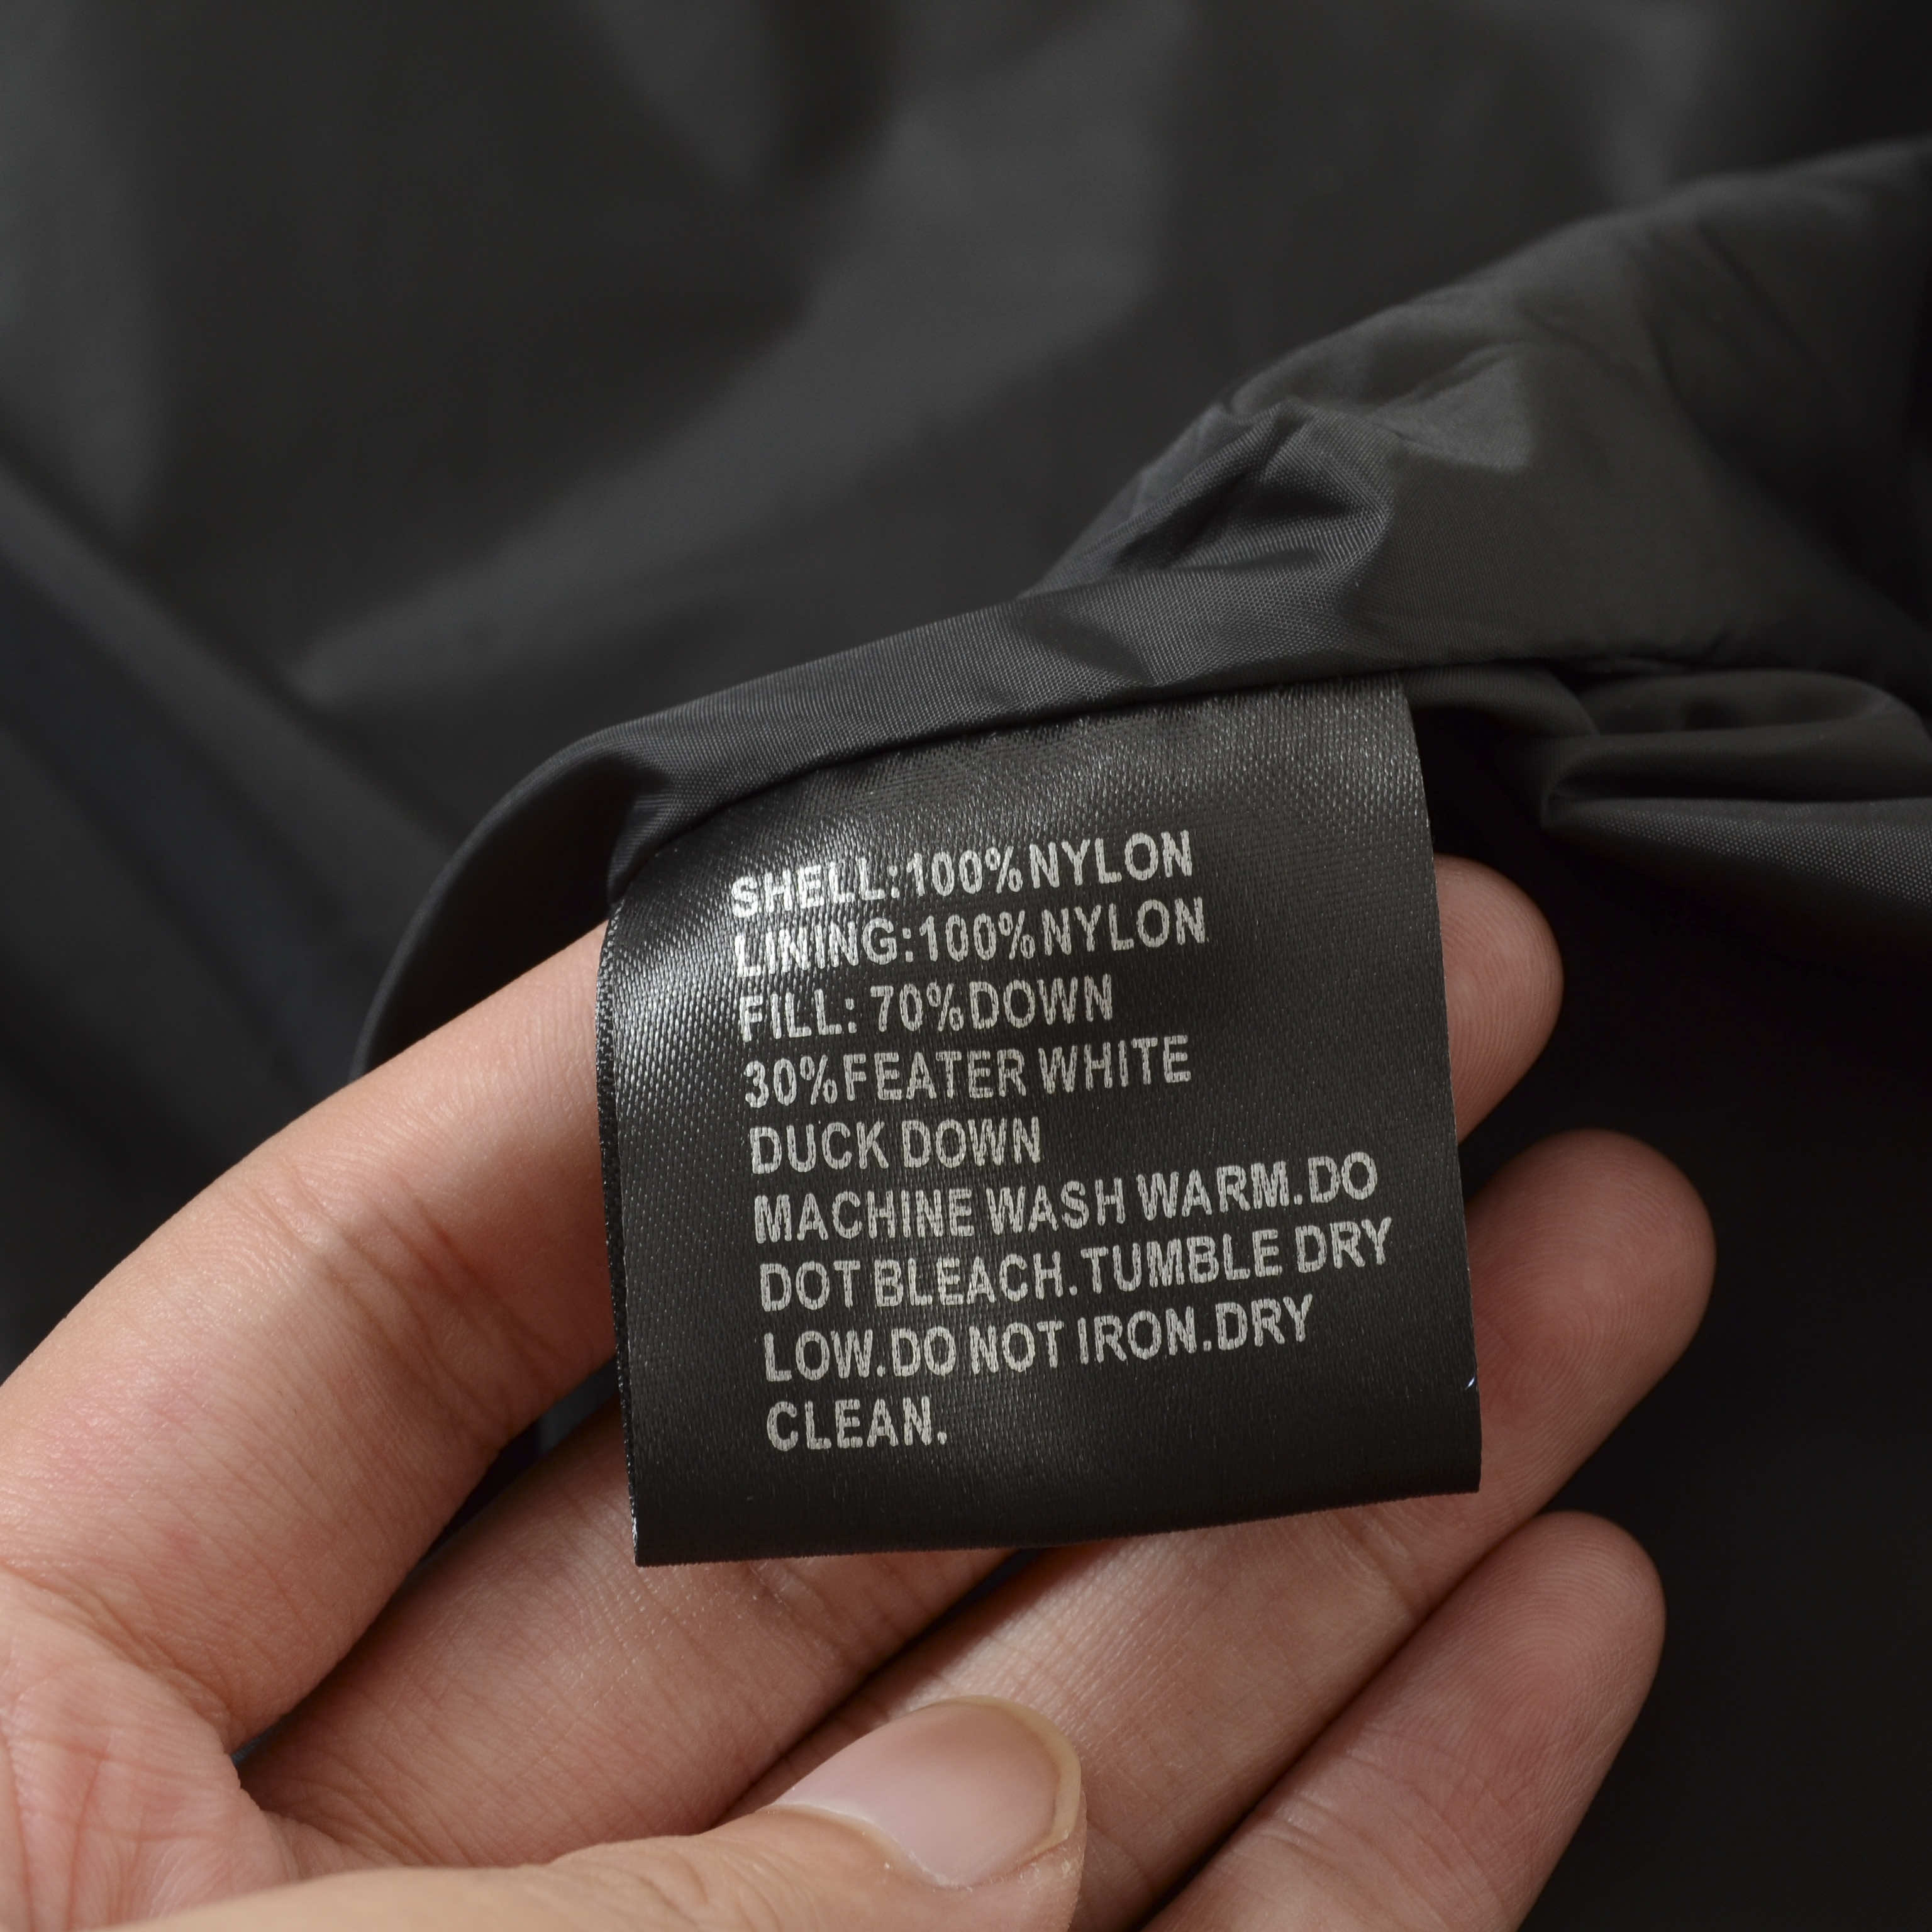 SHELL:100%NYLON
LINING:100%NYLON
FILL: 70%DOWN
30%FEATER WHITE
DUCK DOWN
MACHINE WASH WARM.DO
DOT BLEACH.TUMBLE DRY
LOW.DO NOT IRON.DRY
CLEAN.